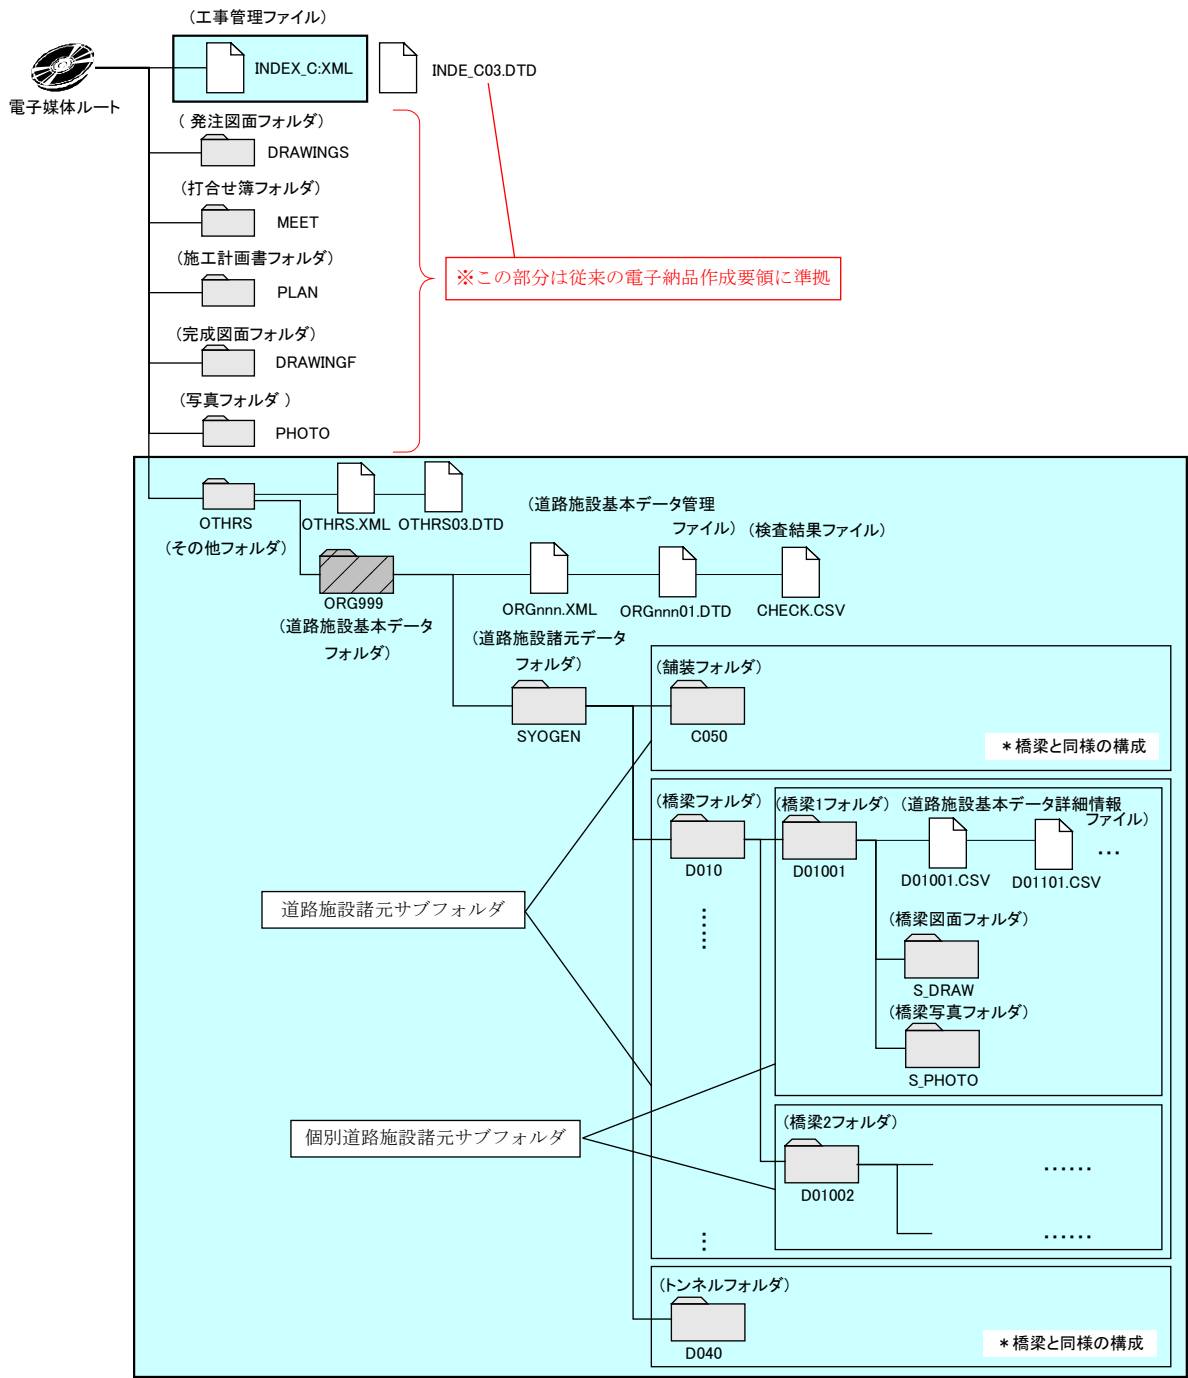 （工事管理ファイル）
INDEX_C:XML
INDE_C03.DTD
電子媒体ルート
（ 発注図面フォルダ）
DRAWINGS
（打合せ簿フォルダ）
MEET
（施工計画書フォルダ）
PLAN
※この部分は従来の電子納品作成要領に準拠
（完成図面フォルダ）
DRAWINGF
（写真フォルダ ）
PHOTO
OTHRS
（その他フォルダ）
OTHRS.XML
OTHRS03.DTD
（道路施設基本データ管理
ファイル）
（検査結果ファイル）
ORG999
（道路施設基本データ
フォルダ）
ORGnnn.XML
ORGnnn01.DTD
CHECK.CSV
（道路施設諸元データ
フォルダ）
SYOGEN
（舗装フォルダ）
C050
＊橋梁と同様の構成
（橋梁フォルダ）
D010
（橋梁1フォルダ）
D01001
（道路施設基本データ詳細情報
ファイル）
D01001.CSV
D01101.CSV
…
道路施設諸元サブフォルダ
……
（橋梁図面フォルダ）
S_DRAW
（橋梁写真フォルダ）
S_PHOTO
個別道路施設諸元サブフォルダ
（橋梁2フォルダ）
D01002
……
……
…
（トンネルフォルダ）
D040
＊橋梁と同様の構成